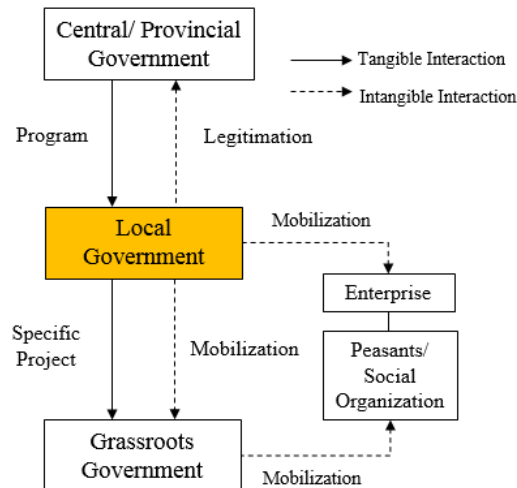 Central/ Provincial
Government
Tangible Interaction
Intangible Interaction
Program
Legitimation
Local
Government
Mobilization
Enterprise
Specific
Project
Mobilization
Peasants/
Social
Organization
Grassroots
Government
Mobilization